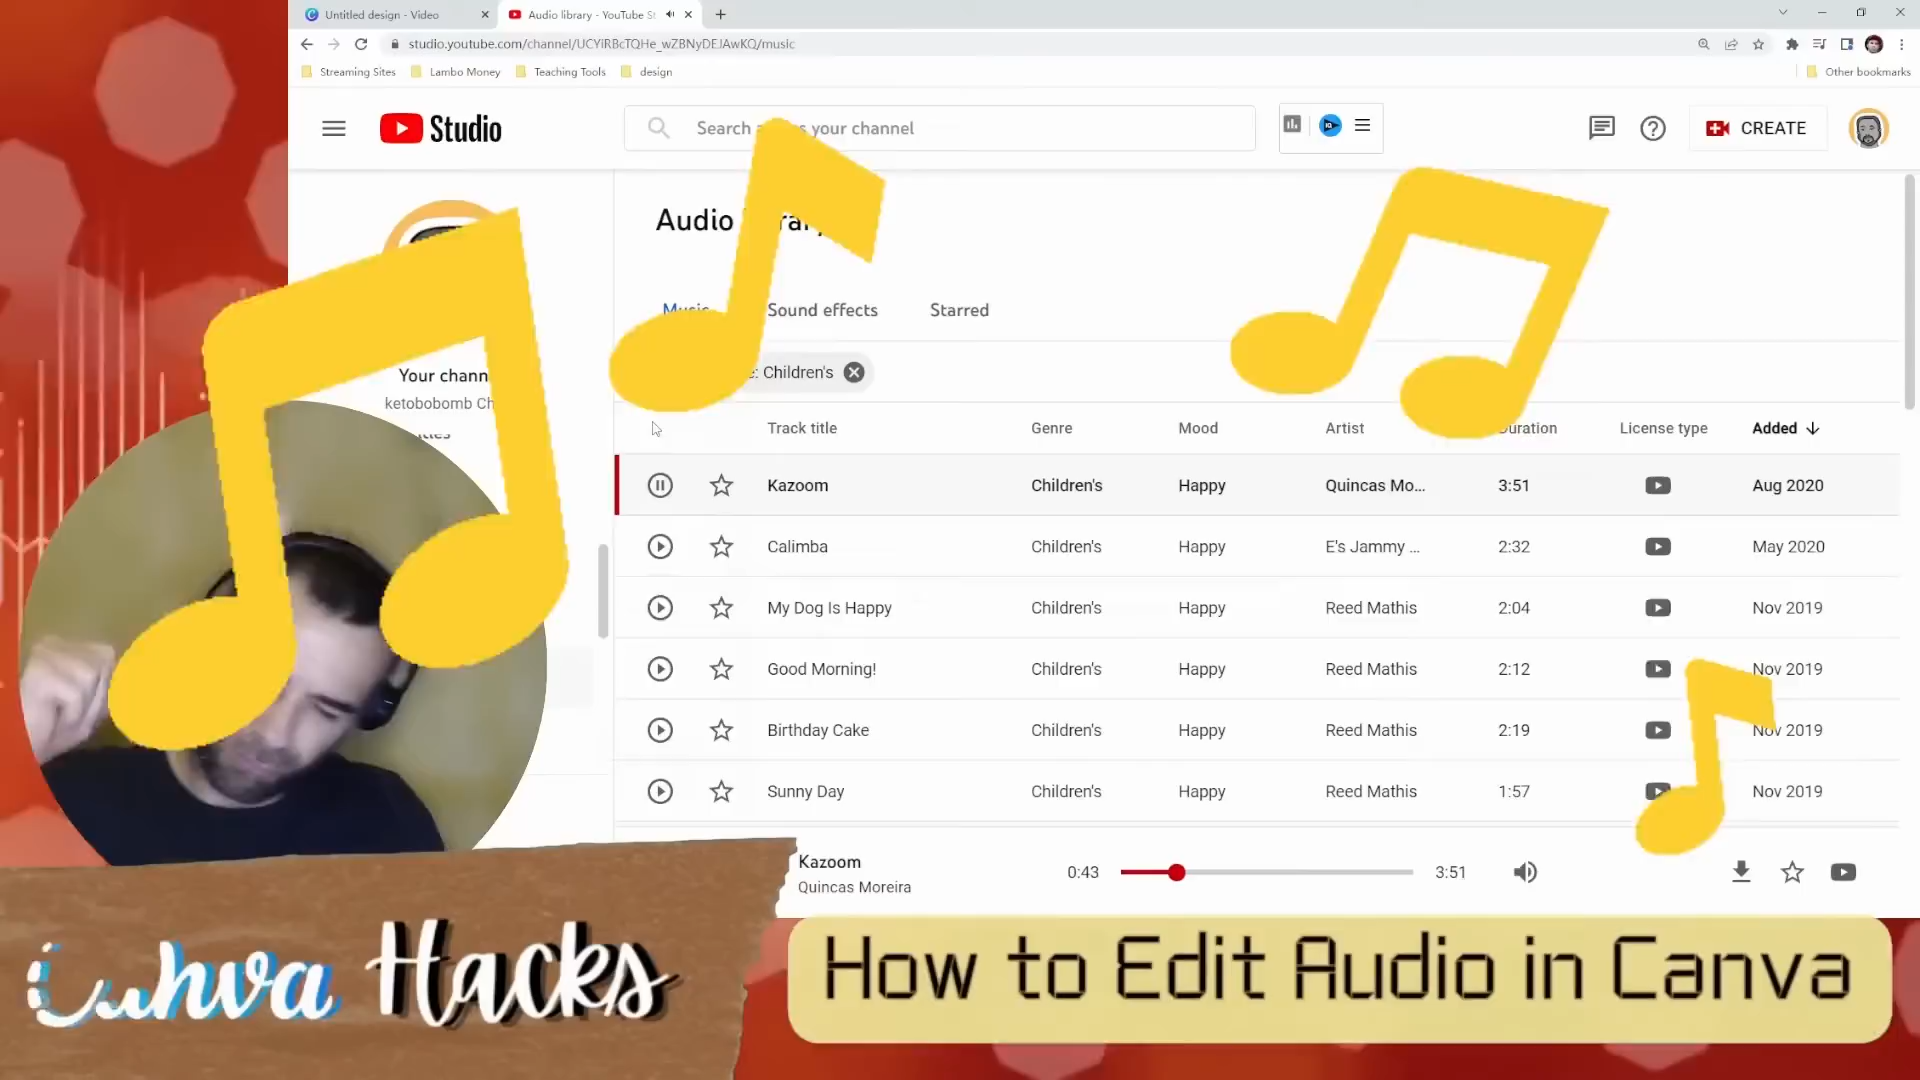 Untitled design - Video
Audio library - YouTube St
studio.youtube.com/channel/UCYIRBcTQHe_wZBNyDEJAwKQ/music
Streaming Sites
Lambo Money
Teaching Tools
design
Other bookmarks
Studio
Search your channel
CREATE
Audio
Music
Sound effects
Starred
Your chann
ketobobomb Ch
: Children's
Track title Genre Mood Artist uration License type Added
Kazoom Children's Happy Quincas Mo... 3:51 Aug 2020
Calimba Children's Happy E's Jammy ... 2:32 May 2020
My Dog Is Happy Children's Happy Reed Mathis 2:04 Nov 2019
Good Morning! Children's Happy Reed Mathis 2:12 Nov 2019
Birthday Cake Children's Happy Reed Mathis 2:19 Nov 2019
Sunny Day Children's Happy Reed Mathis 1:57 Nov 2019
Kazoom
Quincas Moreira
0:43
3:51
Hacks
How to Edit Audio in Canva